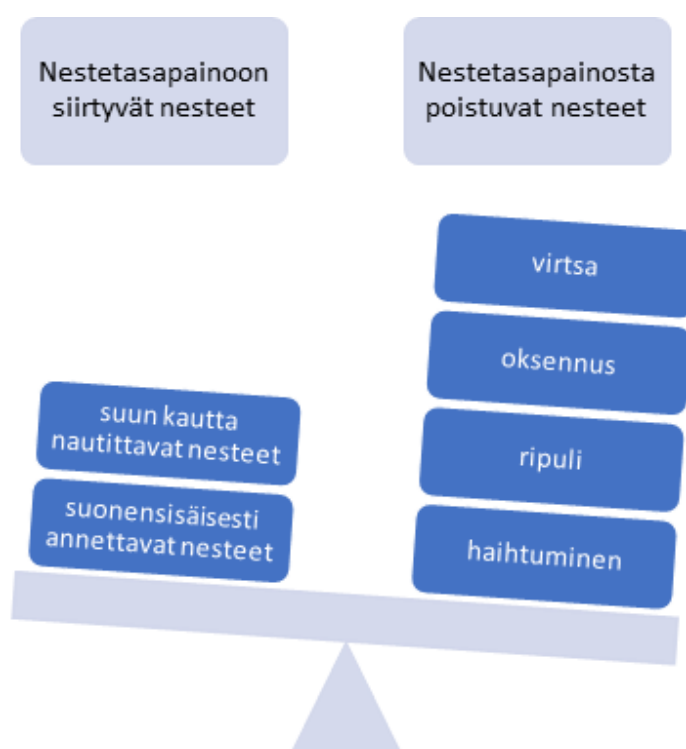 Nestetasapainoon
siirtyvät nesteet
Nestetasapainosta
poistuvat nesteet
suun kautta
nautittavat nesteet
suonensisäisesti
annettavat nesteet
virtsa
oksennus
ripuli
haihtuminen